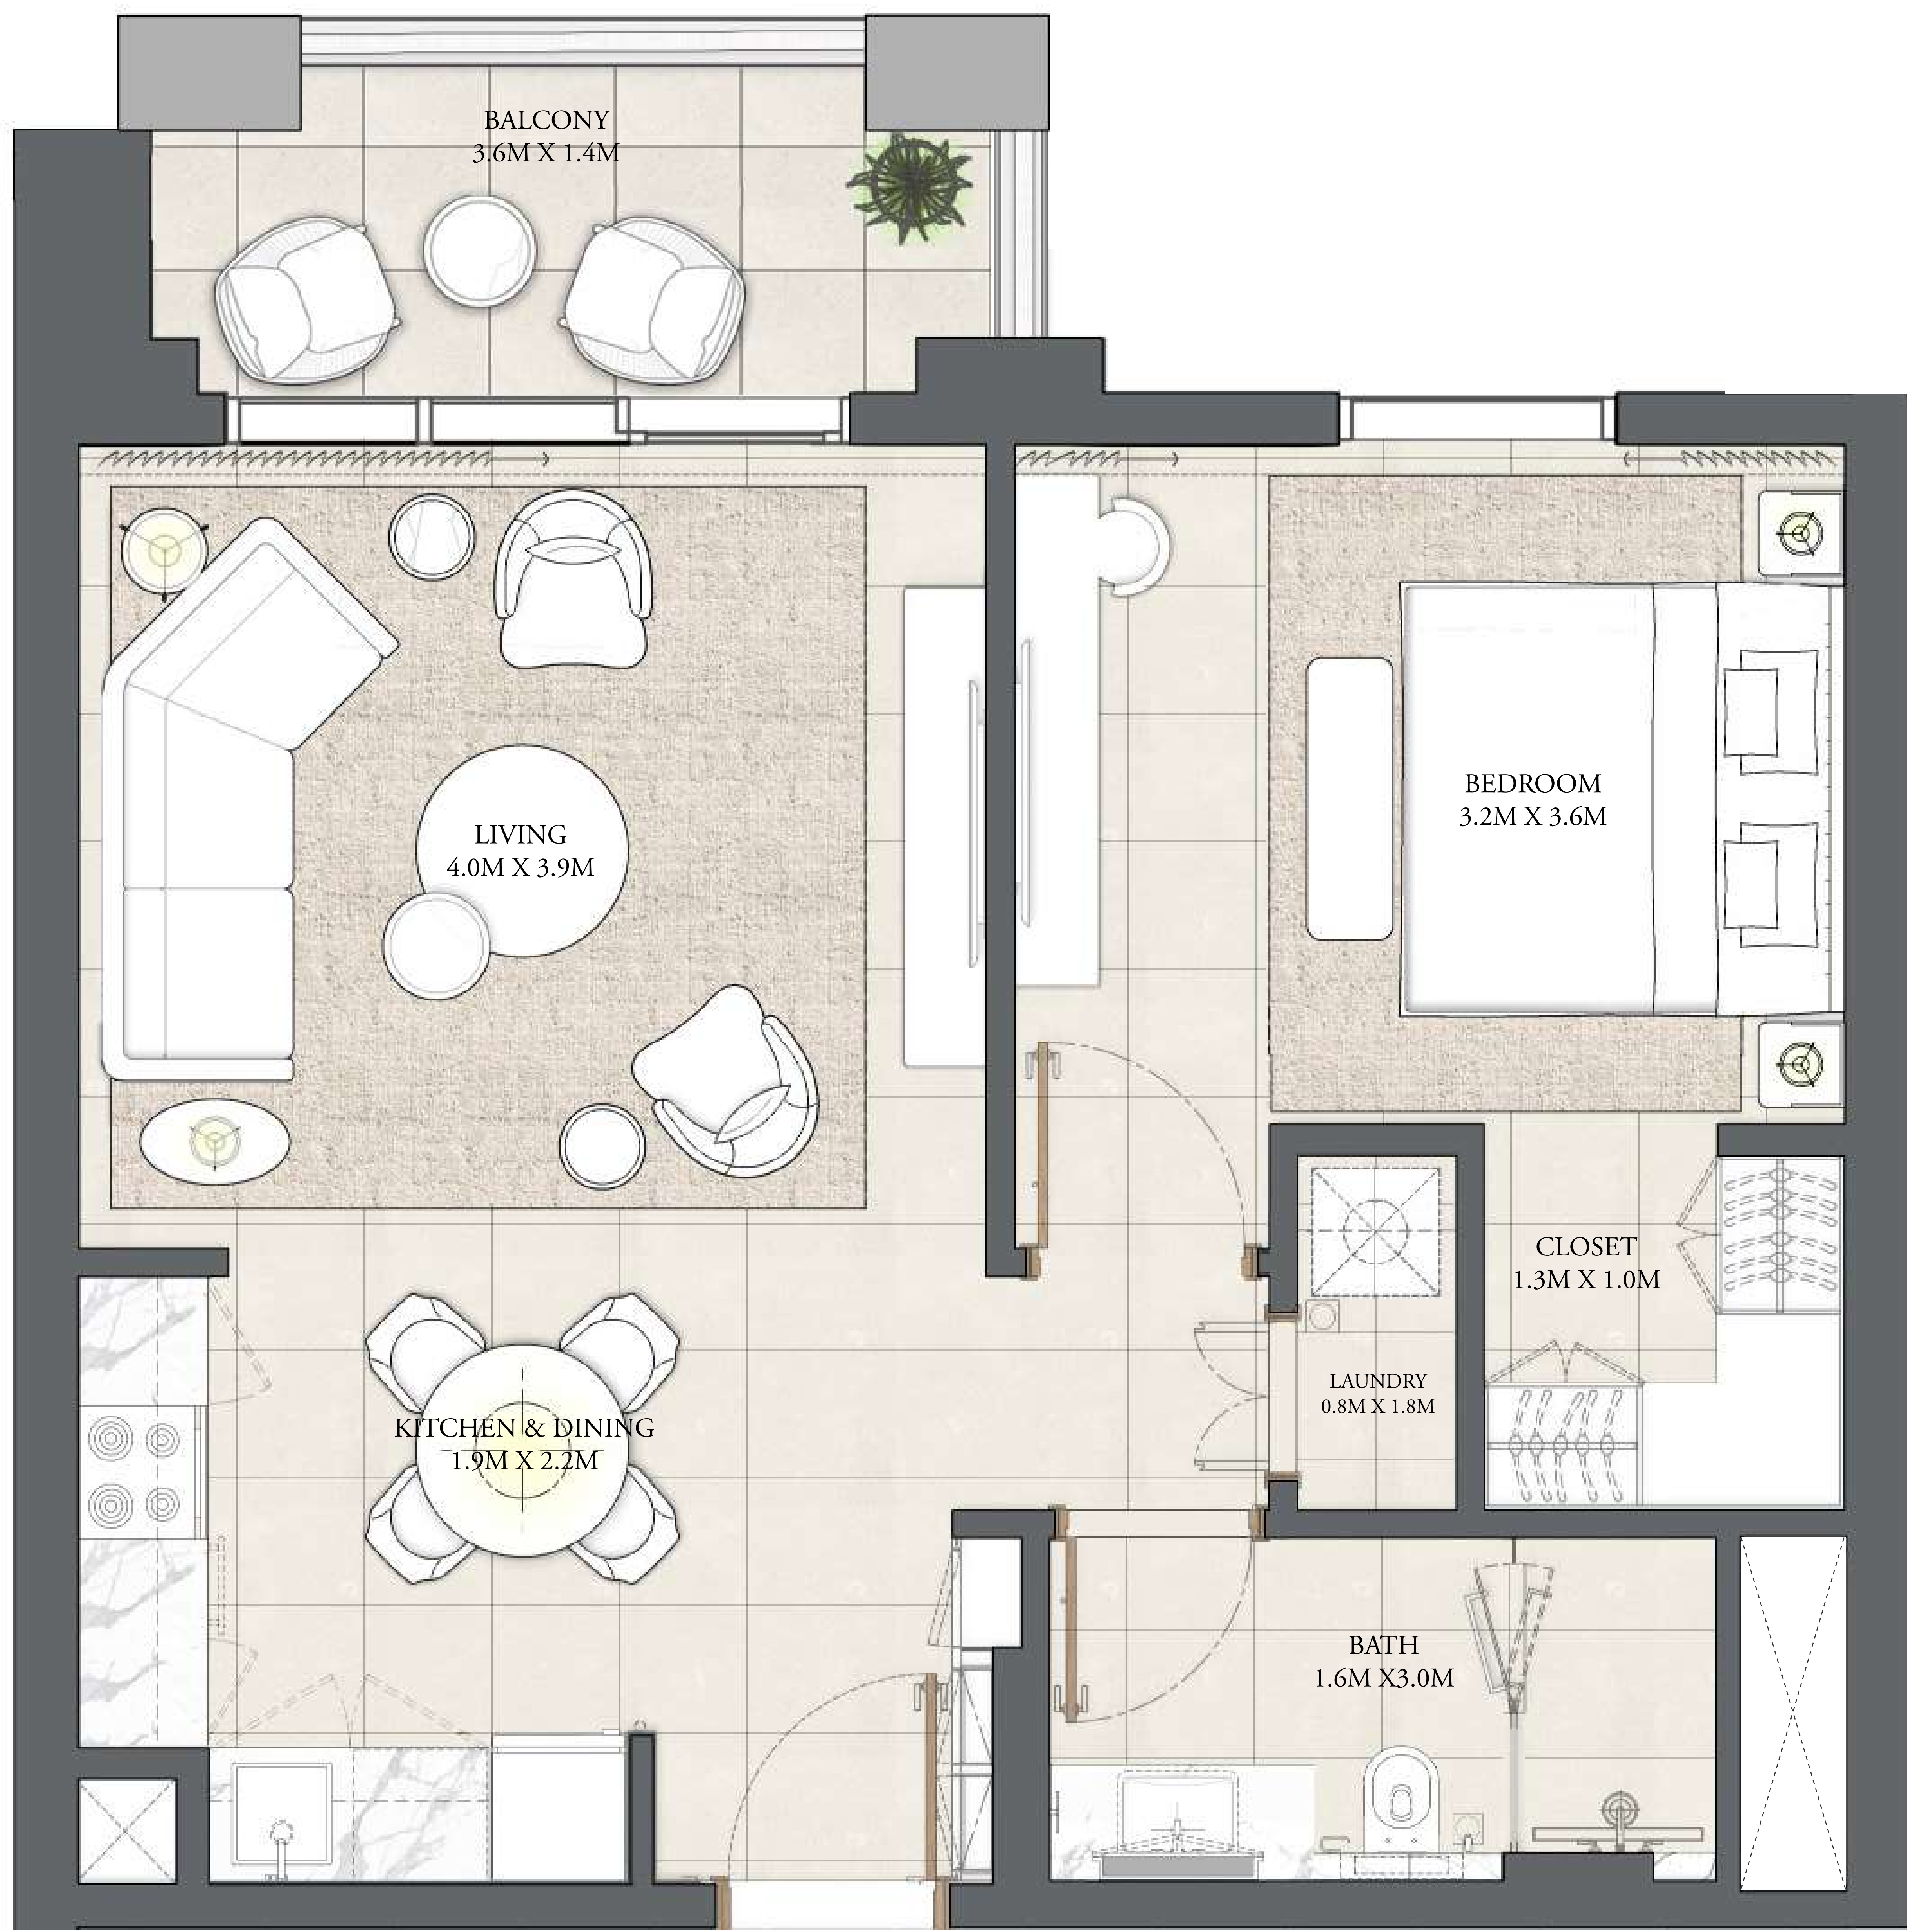 BALCONY
3.6M X 1.4M
LIVING
4.0M X 3.9M
BEDROOM
3.2M X 3.6M
CLOSET
1.3M X 1.0M
LAUNDRY
0.8M X 1.8M
KITCHEN & DINING
1.9M X 2.2M
BATH
1.6M X3.0M